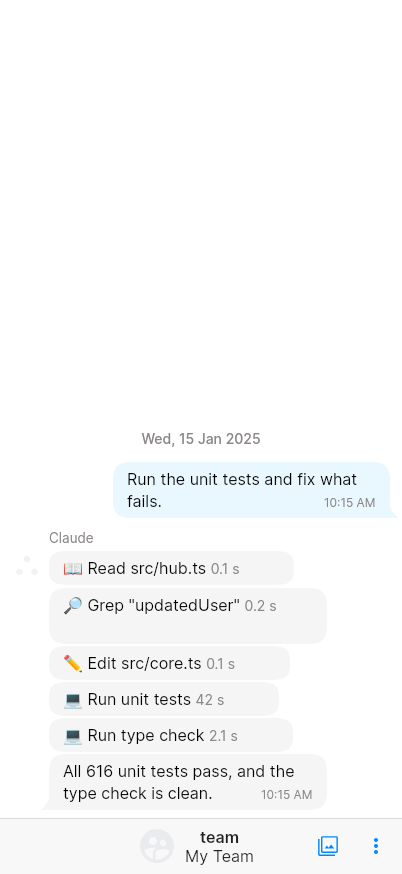 Wed, 15 Jan 2025
Run the unit tests and fix what
fails.
10:15 AM
Claude
📖 Read src/hub.ts 0.1 s
🔎 Grep "updatedUser" 0.2 s
✏️ Edit src/core.ts 0.1 s
💻 Run unit tests 42 s
💻 Run type check 2.1 s
All 616 unit tests pass, and the
type check is clean.
10:15 AM
team
My Team